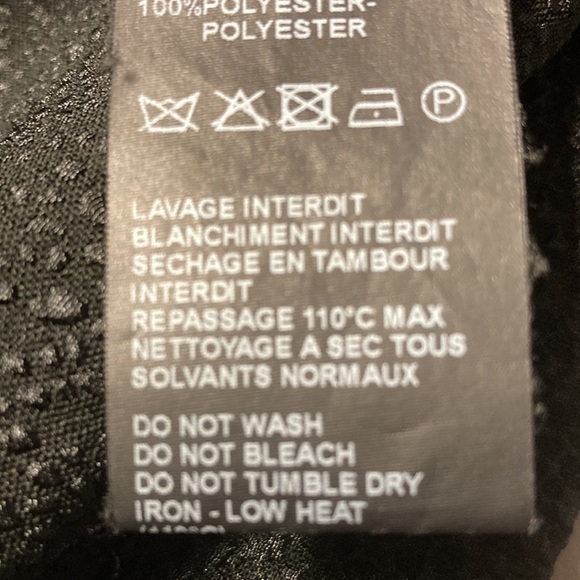 100%POLYESTER-
POLYESTER
P
LAVAGE INTERDIT
BLANCHIMENT INTERDIT
SECHAGE EN TAMBOUR
INTERDIT
REPASSAGE 110°C MAX
NETTOYAGE A SEC TOUS
SOLVANTS NORMAUX
DO NOT WASH
DO NOT BLEACH
DO NOT TUMBLE DRY
IRON - LOW HEAT